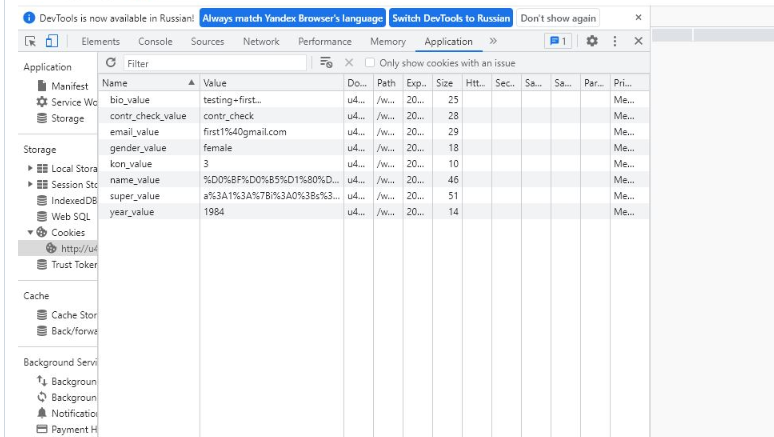 DevTools is now available in Russian! Always match Yandex Browser's language Switch DevTools to Russian Don't show again
Elements Console Sources Network Performance Memory Application » 1
Application
Manifest
Service Wo
Storage
Storage
Local Stora
Session Sto
IndexedDB
Web SQL
Cookies
http://u4
Trust Token
Cache
Cache Stor
Back/forwa
Background Servi
Backgroun
Backgroun
Notification
Payment H
Filter Only show cookies with an issue
Name Value Do... Path Exp... Size Htt... Sec... Sa... Sa... Par... Pri...
bio_value testing+first... u4... /w... 20... 25 Me...
contr_check_value contr_check u4... /w... 20... 28 Me...
email_value first1%40gmail.com u4... /w... 20... 29 Me...
gender_value female u4... /w... 20... 18 Me...
kon_value 3 u4... /w... 20... 10 Me...
name_value %D0%BF%D0%B5%D1%80%D... u4... /w... 20... 46 Me...
super_value a%3A1%3A%7Bi%3A0%3Bs%3... u4... /w... 20... 51 Me...
year_value 1984 u4... /w... 20... 14 Me...